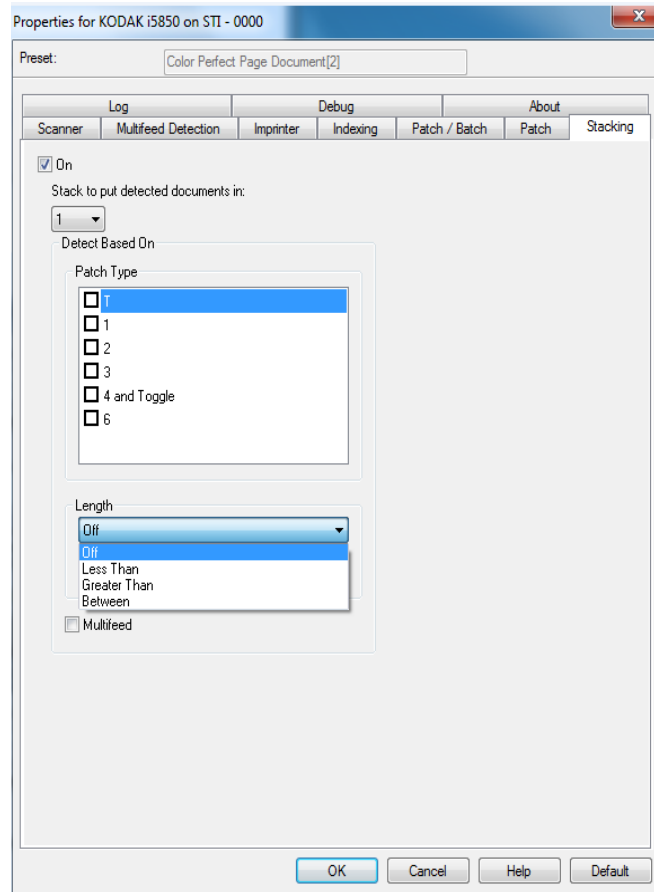 Properties for KODAK i5850 on STI - 0000
x
Preset:
Color Perfect Page Document[2]
Log Debug About
Scanner Multifeed Detection Imprinter Indexing Patch / Batch Patch Stacking
On
Stack to put detected documents in:
1
Detect Based On
Patch Type
T
1
2
3
4 and Toggle
6
Length
Off
Off
Less Than
Greater Than
Between
Multifeed
OK Cancel Help Default